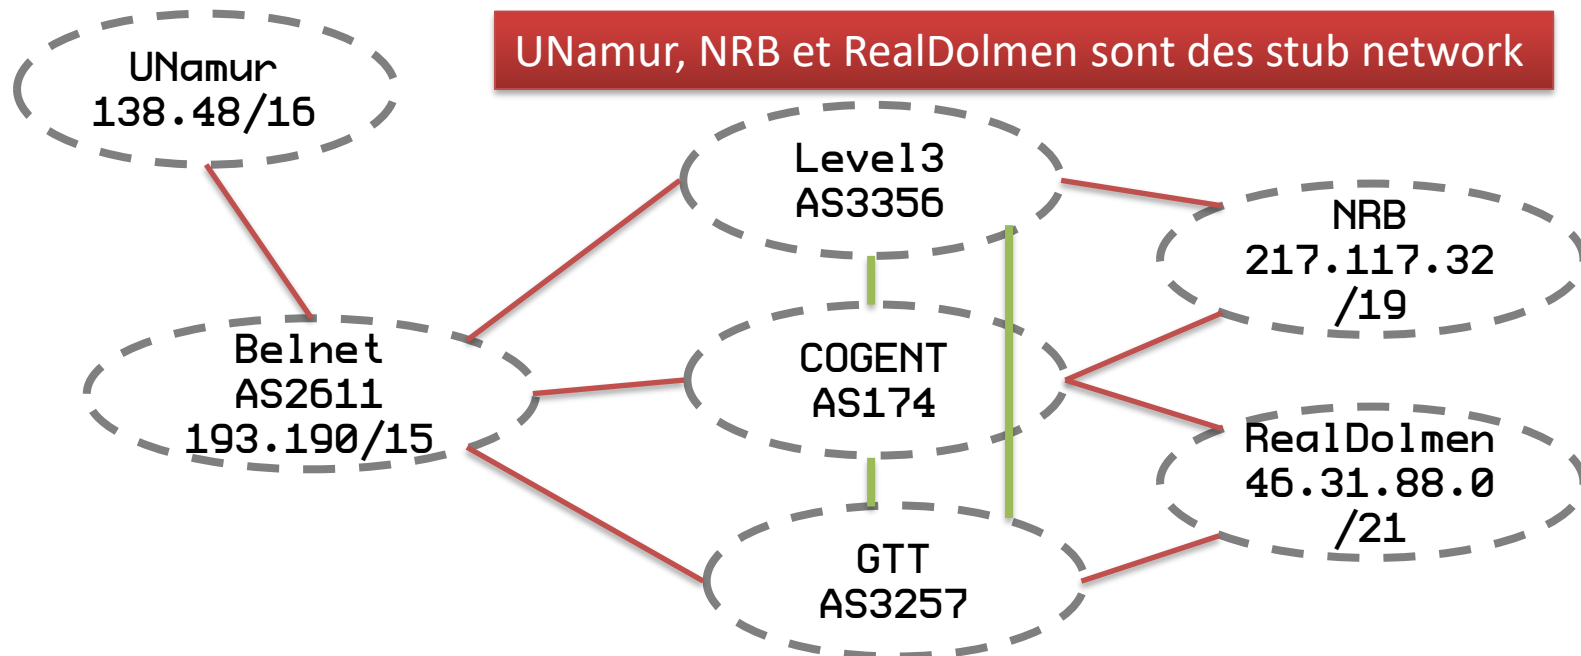 UNamur, NRB et RealDolmen sont des stub network
UNamur
138.48/16
Level3
AS3356
NRB
217.117.32
/19
Belnet
AS2611
193.190/15
COGENT
AS174
RealDolmen
46.31.88.0
/21
GTT
AS3257